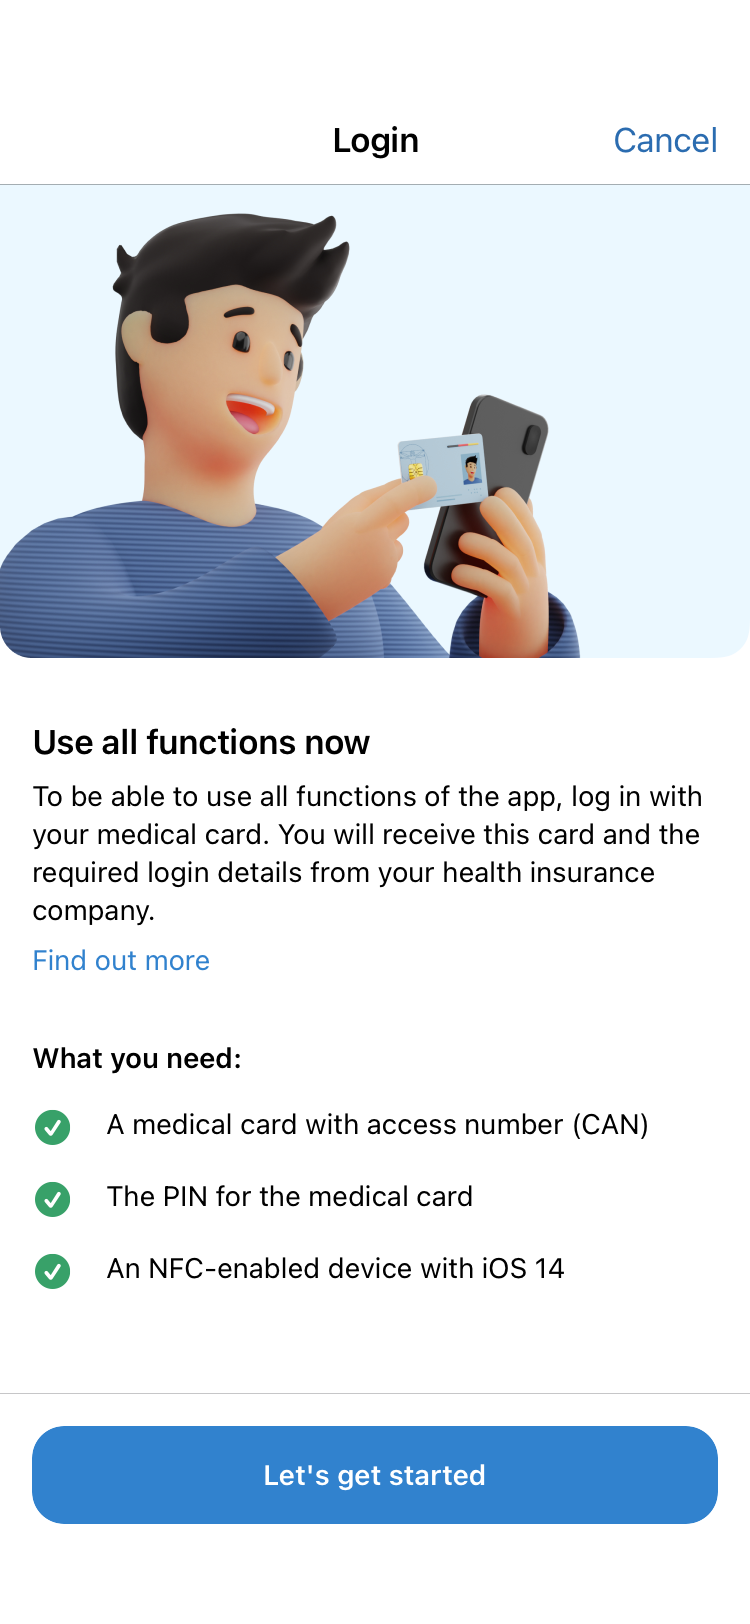 Login
Cancel
Use all functions now
To be able to use all functions of the app, log in with
your medical card. You will receive this card and the
required login details from your health insurance
company.
Find out more
What you need:
A medical card with access number (CAN)
The PIN for the medical card
An NFC-enabled device with iOS 14
Let's get started